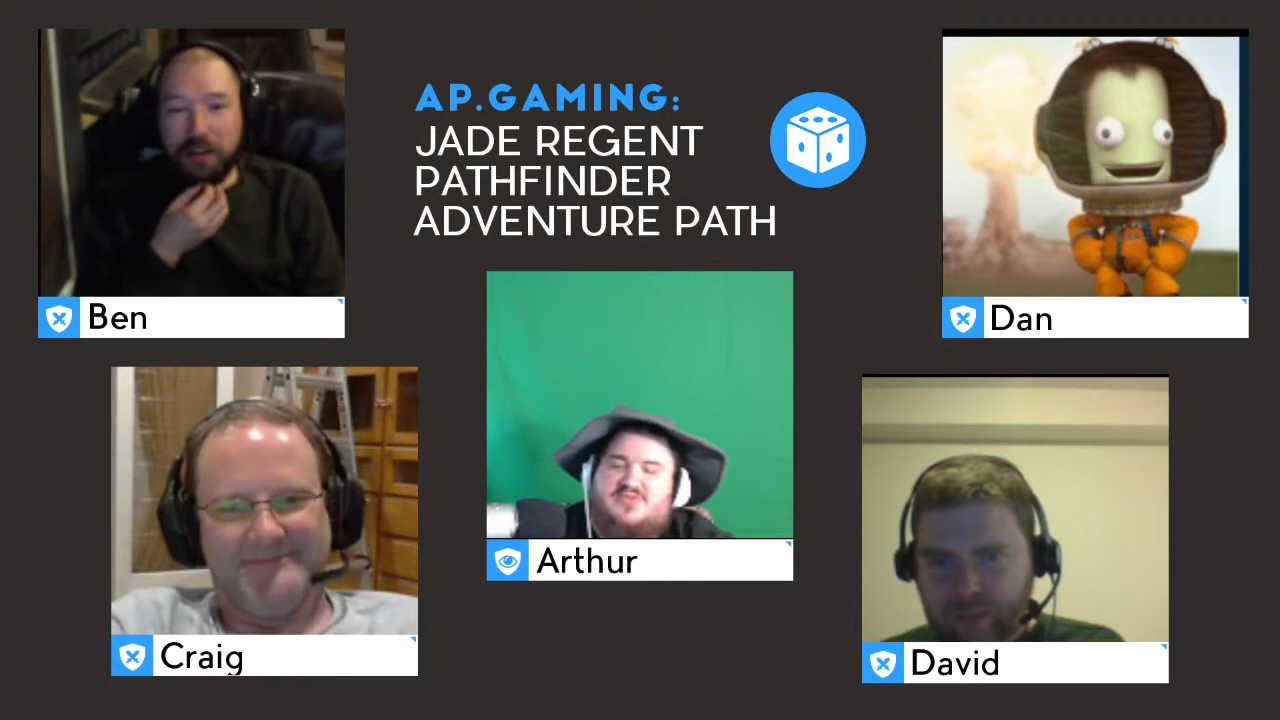 AP.GAMING:
JADE REGENT
PATHFINDER
ADVENTURE PATH
Ben
Dan
Arthur
Craig
David